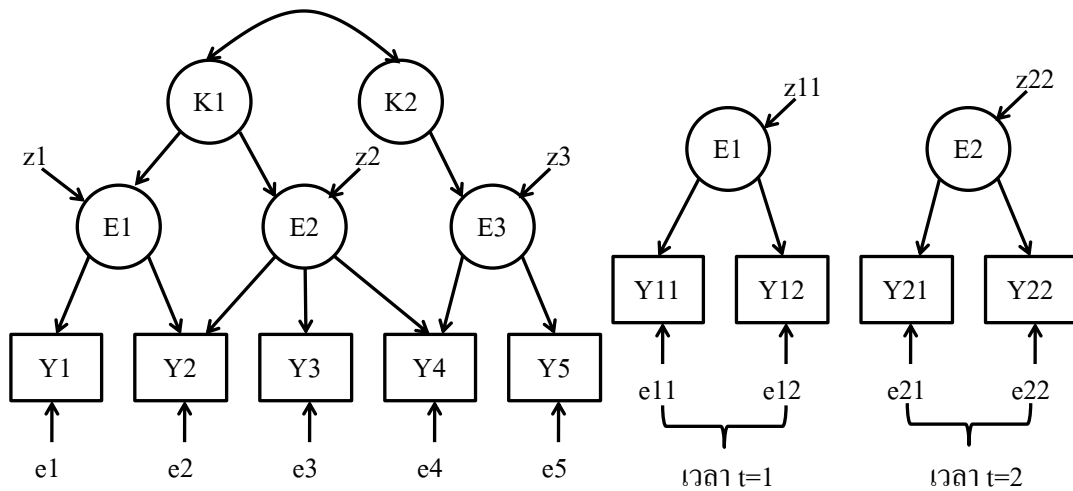 K1 K2
z1 z2 z3
E1 E2 E3
Y1 Y2 Y3 Y4 Y5
e1 e2 e3 e4 e5
z11 z22
E1 E2
Y11 Y12 Y21 Y22
e11 e12 e21 e22
เวลา t=1 เวลา t=2